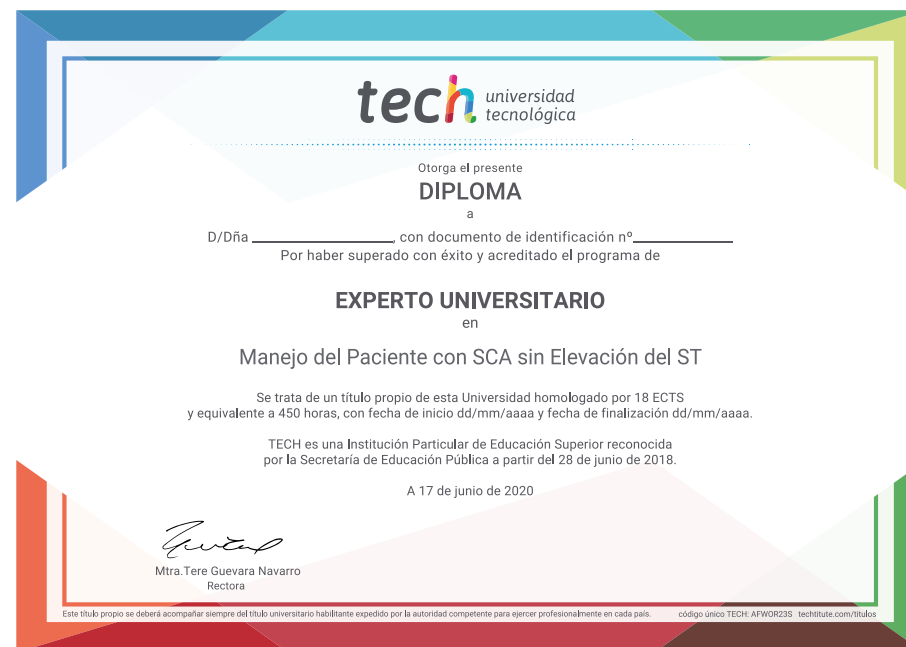 tech universidad
tecnológica
Otorga el presente
DIPLOMA
a
D/Dña ____________________, con documento de identificación nº______________
Por haber superado con éxito y acreditado el programa de
EXPERTO UNIVERSITARIO
en
Manejo del Paciente con SCA sin Elevación del ST
Se trata de un título propio de esta Universidad homologado por 18 ECTS
y equivalente a 450 horas, con fecha de inicio dd/mm/aaaa y fecha de finalización dd/mm/aaaa.
TECH es una Institución Particular de Educación Superior reconocida
por la Secretaría de Educación Pública a partir del 28 de junio de 2018.
A 17 de junio de 2020
Mtra.Tere Guevara Navarro
Rectora
Este título propio se deberá acompañar siempre del título universitario habilitante expedido por la autoridad competente para ejercer profesionalmente en cada país. código único TECH: AFWOR23S techtitute.com/titulos